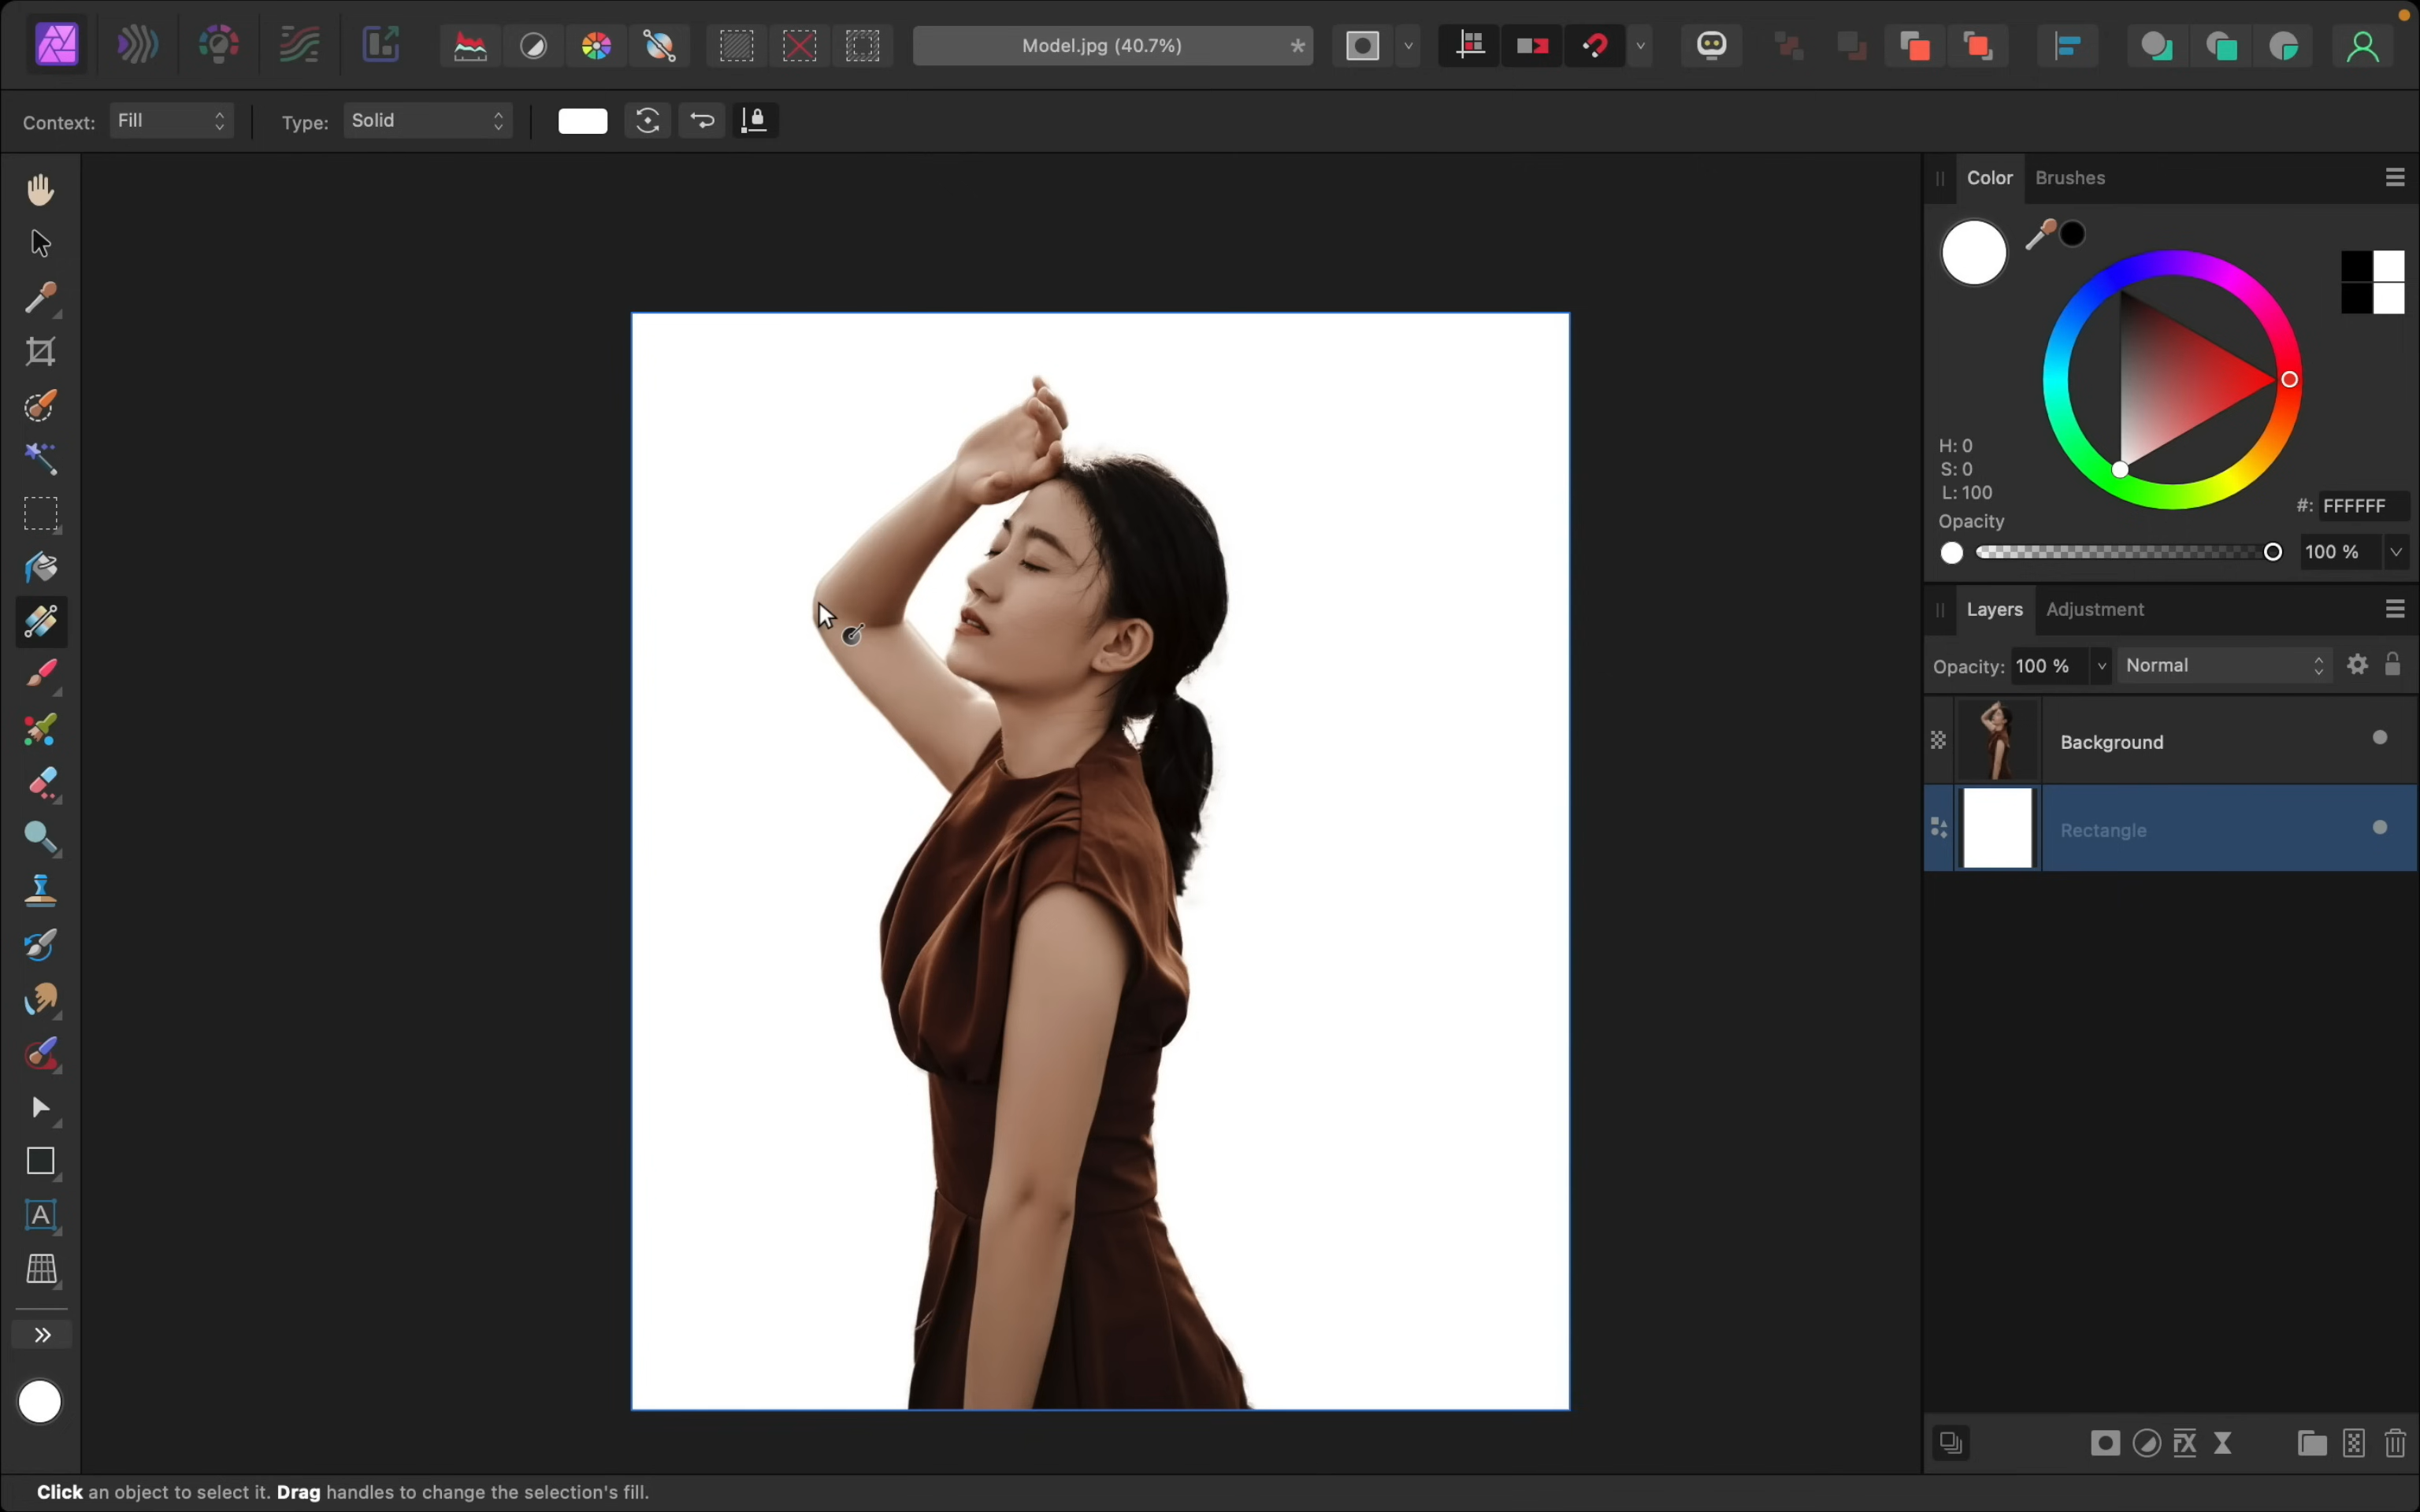 Model.jpg (40.7%)
*
Context: Fill Type: Solid
Color Brushes
H: 0
S: 0
L: 100
#: FFFFFF
Opacity
100 %
Layers Adjustment
Opacity: 100 % Normal
Background
Rectangle
A
FX
Click an object to select it. Drag handles to change the selection's fill.